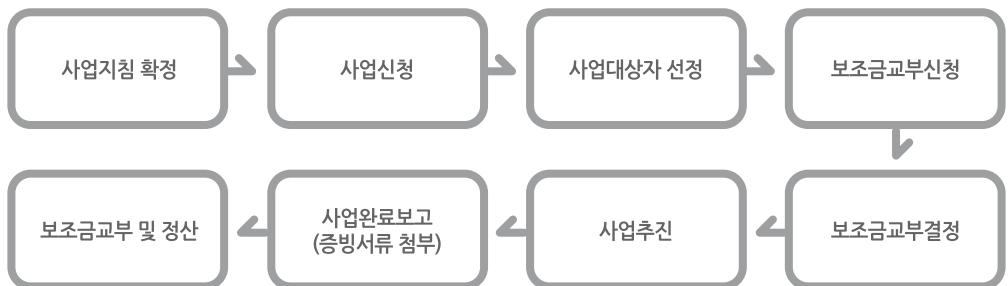 사업지침 확정
사업신청
사업대상자 선정
보조금교부신청
보조금교부결정
사업추진
사업완료보고
(증빙서류 첨부)
보조금교부 및 정산